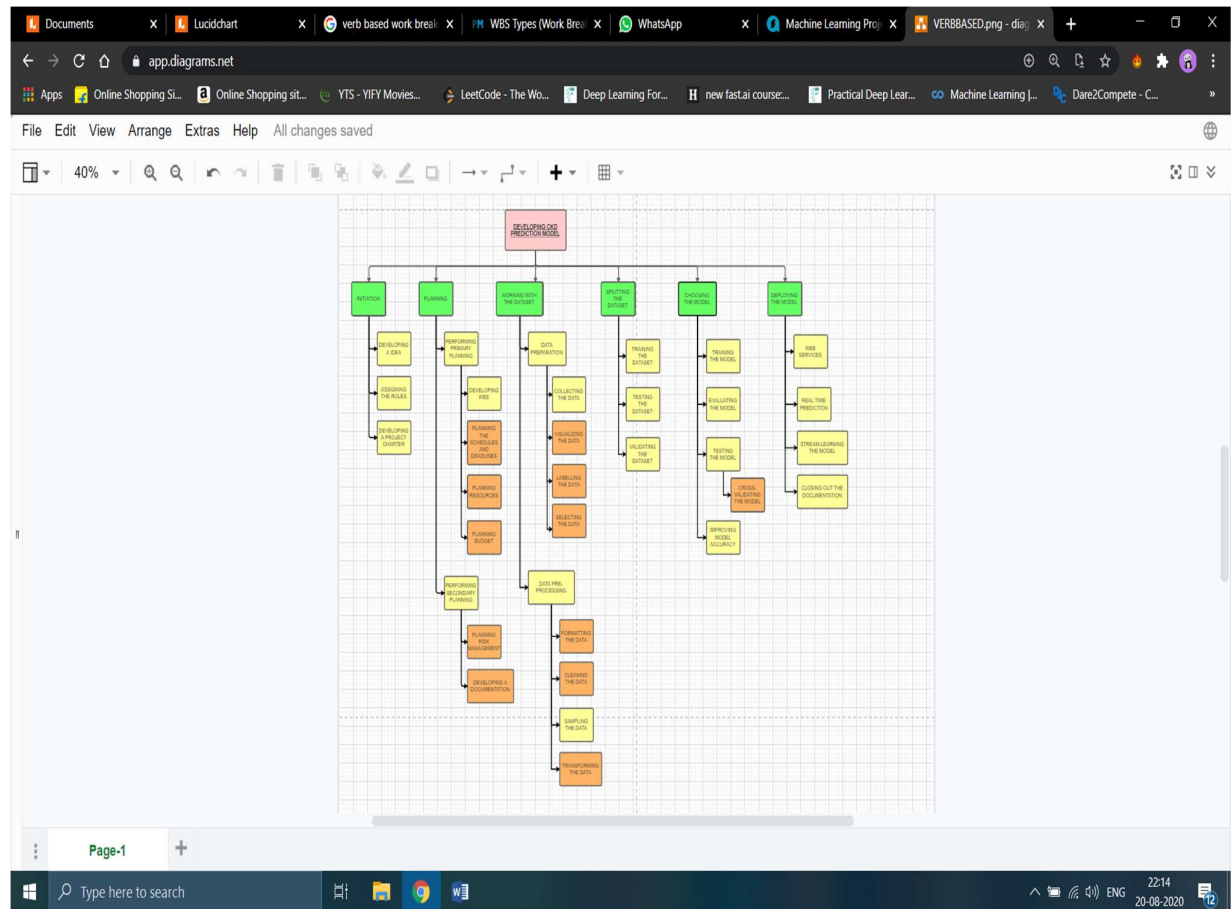 Documents
Lucidchart
verb based work break
PM WBS Types (Work Brea
WhatsApp
Machine Learning Proj
VERBBASED.png - diag
app.diagrams.net
Apps
Online Shopping Si...
Online Shopping sit...
YTS - YIFY Movies...
LeetCode - The Wo...
Deep Learning For...
H new fast.ai course:...
Practical Deep Lear...
Machine Learning |...
Dare2Compete - C...
»
File Edit View Arrange Extras Help All changes saved
40%
DEVELOPING CKD
PREDICTION MODEL
INITIATION
PLANNING
WORKING WITH
THE DATASET
SPLITTING
THE
DATASET
CHOOSING
THE MODEL
DEPLOYING
THE MODEL
DEVELOPING
A IDEA
ASSIGNING
THE ROLES
DEVELOPING
A PROJECT
CHARTER
PERFORMING
PRIMARY
PLANNING
DEVELOPING
WBS
PLANNING
THE
SCHEDULES
AND
DEADLINES
PLANNING
RESOURCES
PLANNING
BUDGET
PERFORMING
SECONDARY
PLANNING
PLANNING
RISK
MANAGEMENT
DEVELOPING A
DOCUMENTATION
DATA
PREPARATION
COLLECTING
THE DATA
VISUALIZING
THE DATA
LABELLING
THE DATA
SELECTING
THE DATA
DATA PRE-
PROCESSING
FORMITTING
THE DATA
CLEANING
THE DATA
SAMPLING
THE DATA
TRANSFORMING
THE DATA
TRAINING
THE
DATASET
TESTING
THE
DATASET
VALIDATING
THE
DATASET
TRAINING
THE MODEL
EVALUATING
THE MODEL
TESTING
THE MODEL
CROSS-
VALIDATING
THE MODEL
IMPROVING
MODEL
ACCURACY
WEB
SERVICES
REAL TIME
PREDICTION
STREAM-LEARNING
THE MODEL
CLOSING OUT THE
DOCUMENTATION
Page-1
Type here to search
ENG
22:14
20-08-2020
12